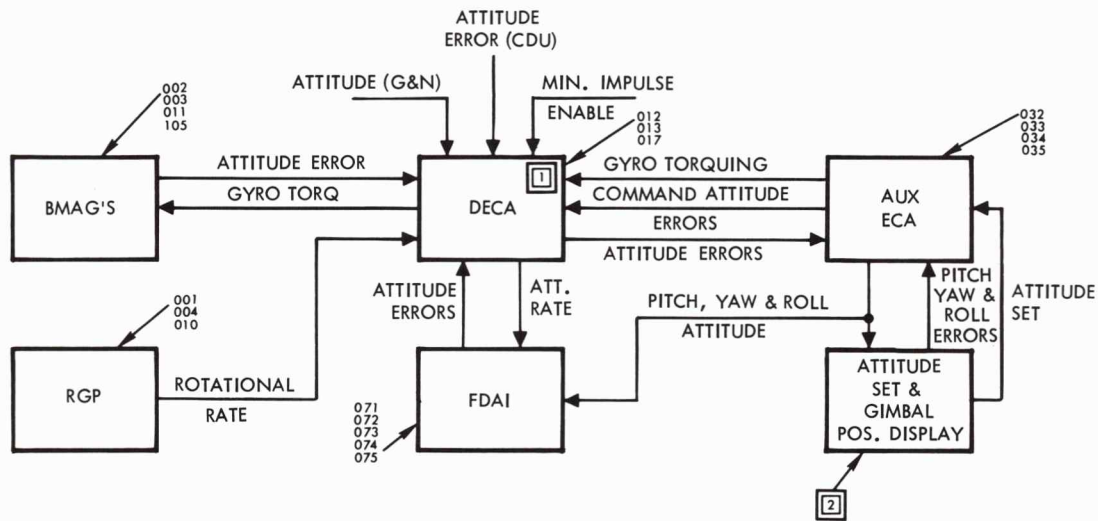 ATTITUDE
ERROR (CDU)
ATTITUDE (G&N)
MIN. IMPULSE
ENABLE
002
003
011
105
012
013
017
032
033
034
035
BMAG'S
ATTITUDE ERROR
GYRO TORQ
1
DECA
GYRO TORQUING
COMMAND ATTITUDE
ERRORS
ATTITUDE ERRORS
AUX
ECA
001
004
010
ATTITUDE
ERRORS
ATT.
RATE
PITCH, YAW & ROLL
ATTITUDE
PITCH
YAW &
ROLL
ERRORS
ATTITUDE
SET
RGP
ROTATIONAL
RATE
FDAI
071
072
073
074
075
ATTITUDE
SET &
GIMBAL
POS. DISPLAY
2